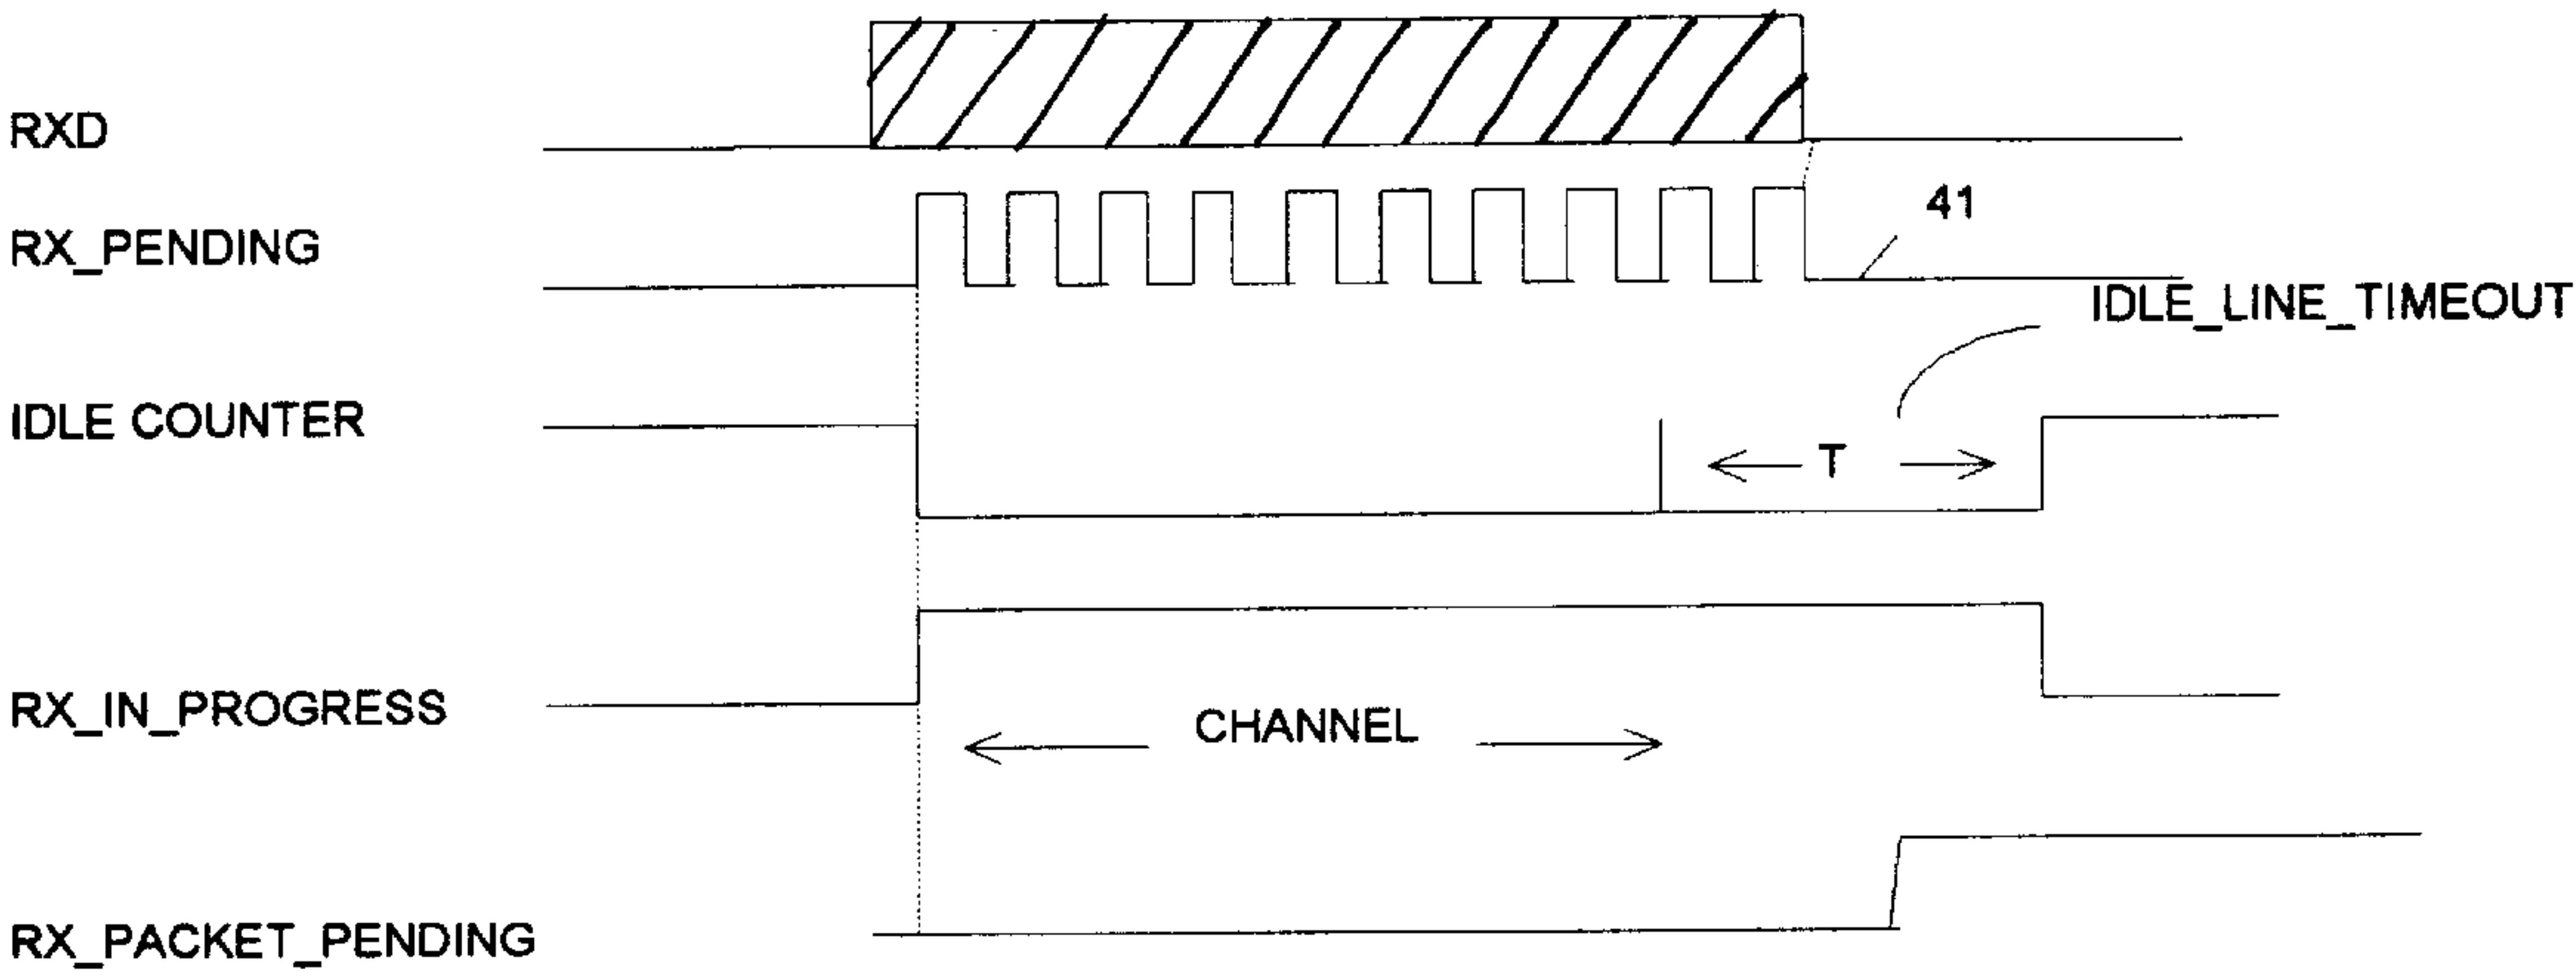 RXD
RX_PENDING
41
IDLE_LINE_TIMEOUT
IDLE COUNTER
T
RX_IN_PROGRESS
CHANNEL
RX_PACKET_PENDING